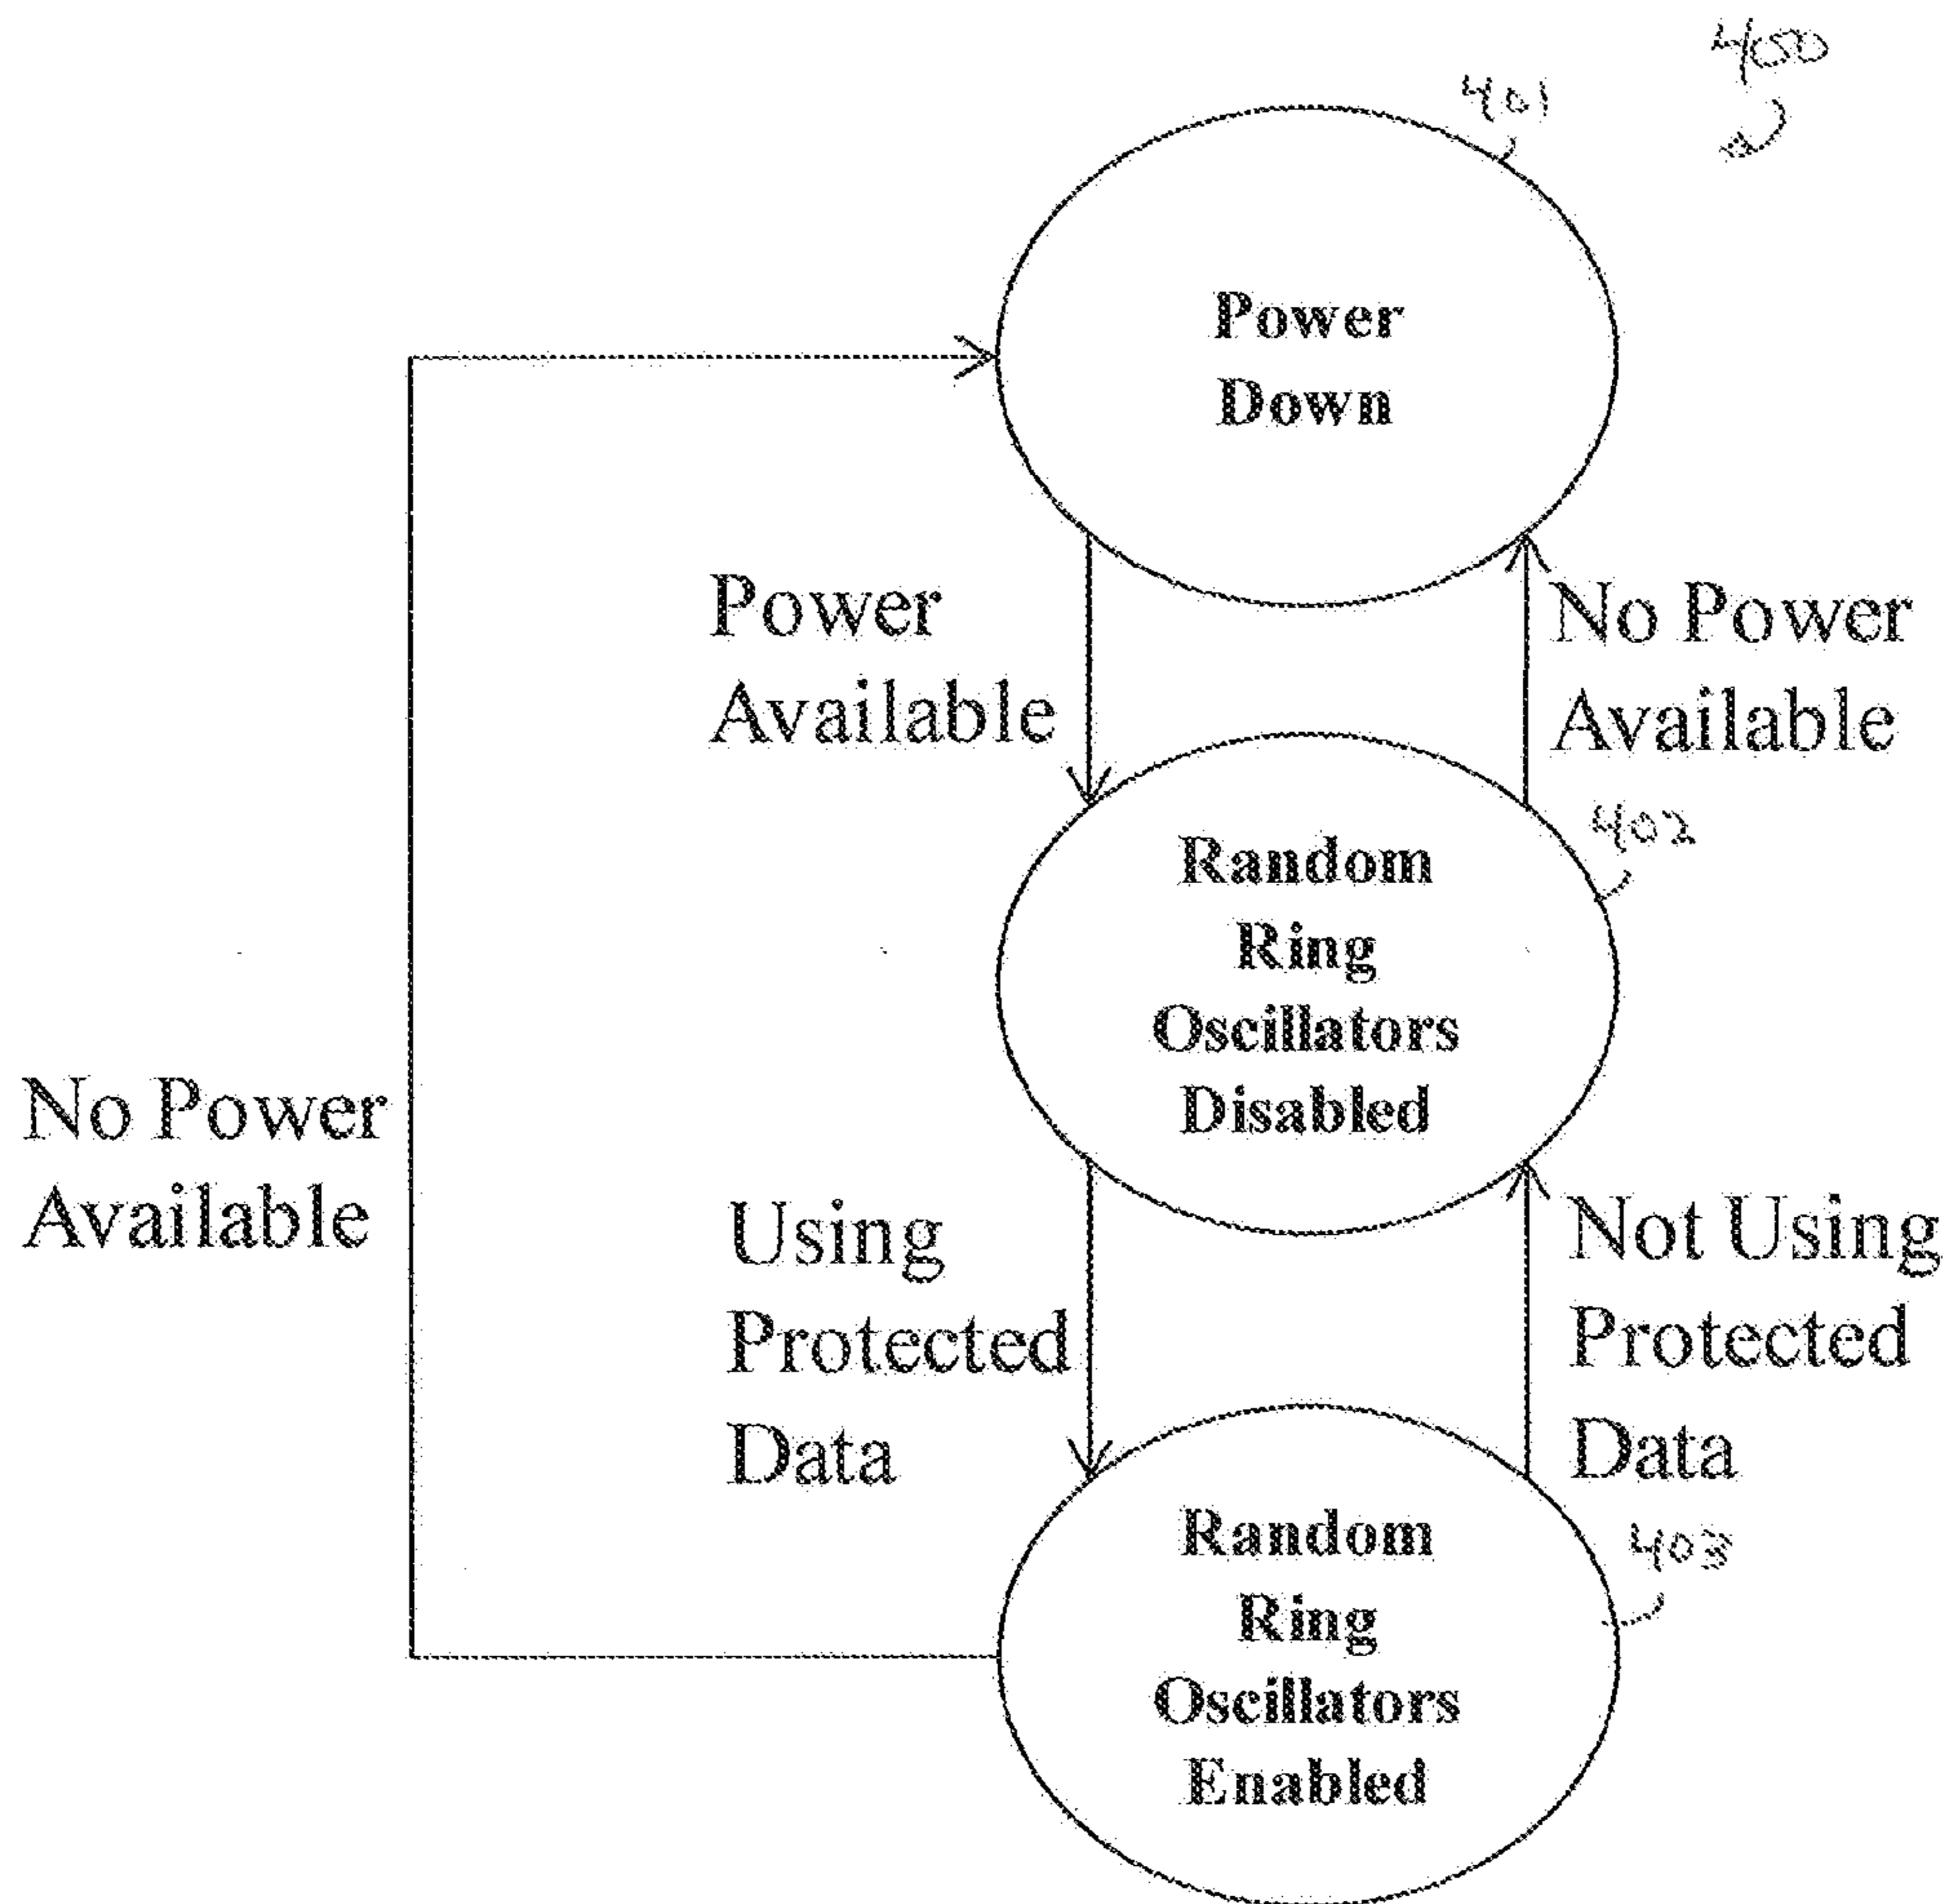 400
401
Power
Down
Power
Available
No Power
Available
402
Random
Ring
Oscillators
Disabled
No Power
Available
Using
Protected
Data
Not Using
Protected
Data
403
Random
Ring
Oscillators
Enabled